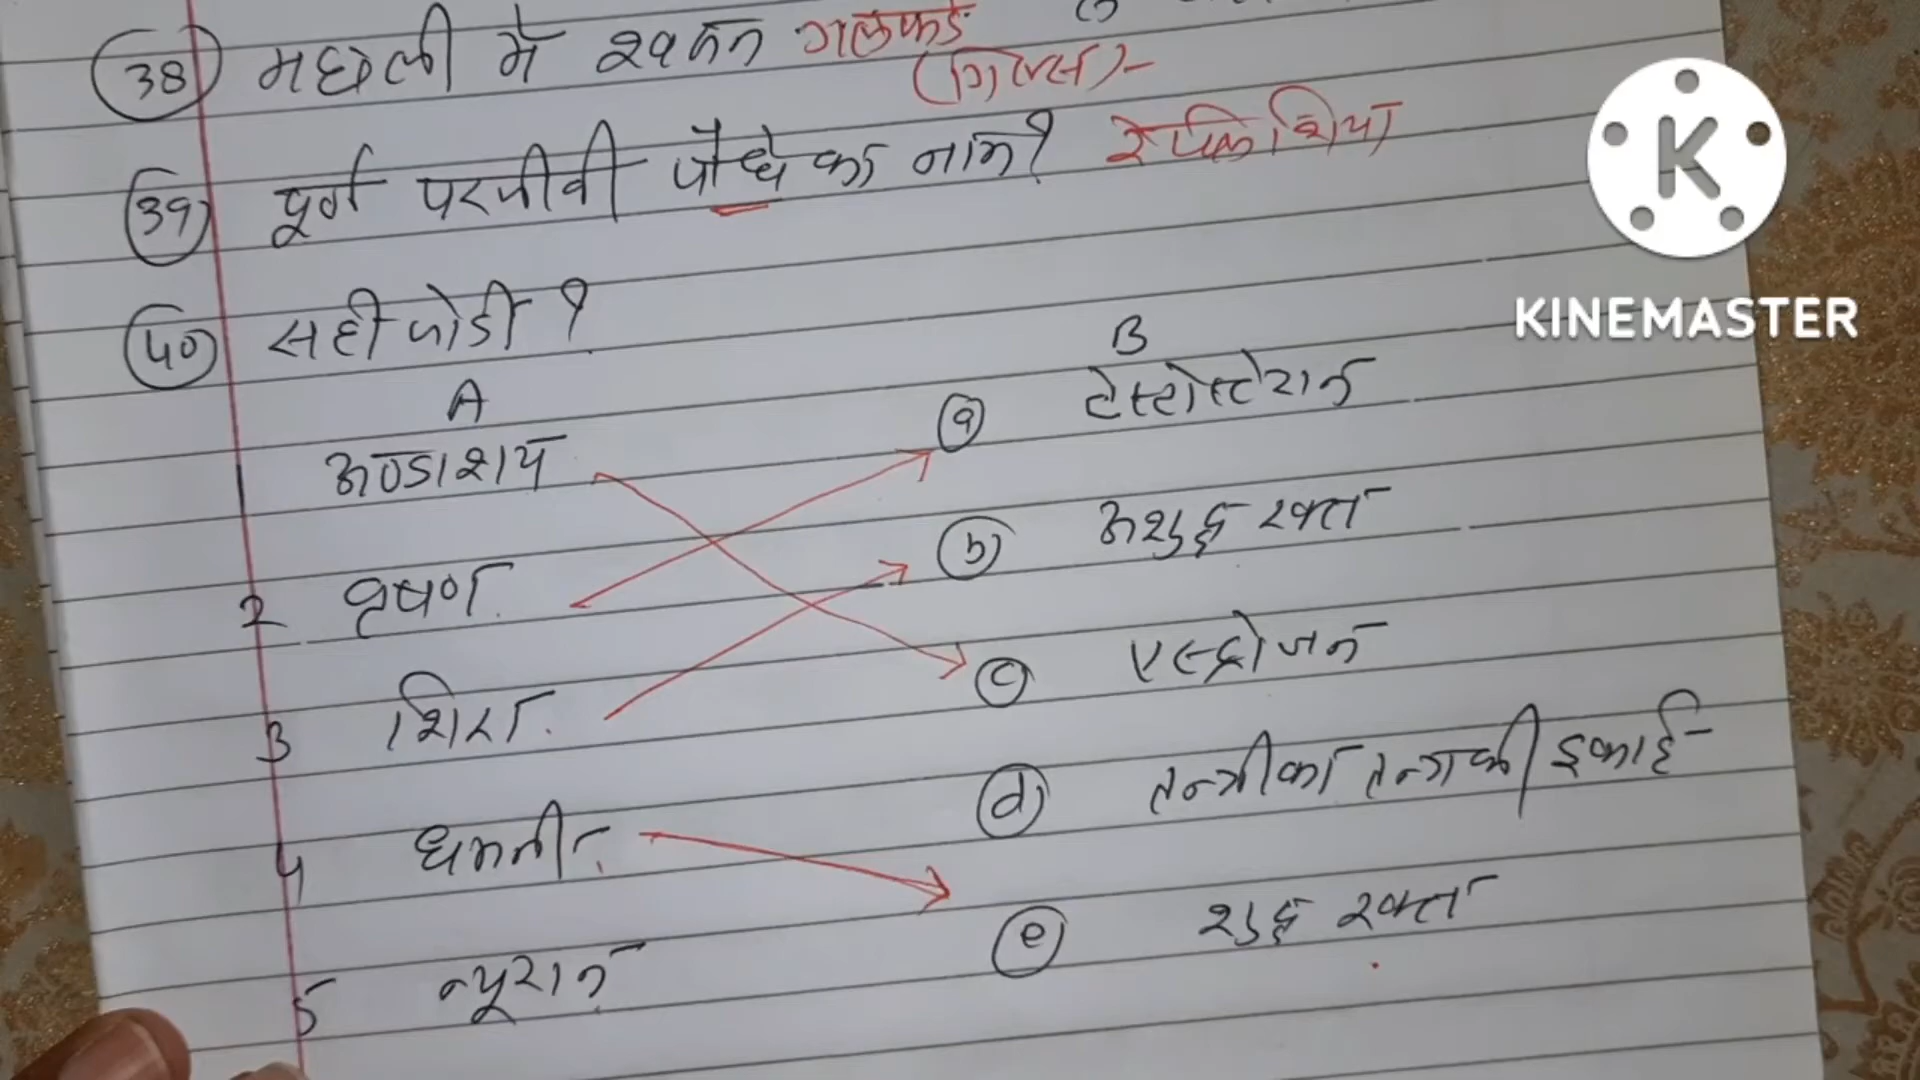 38 मछली में श्वसन गलफड़े
(गिल्स)-
39 पूर्ण परजीवी पौधे का नाम? रेफ्लेशिया
40 सही जोडी?
A B
1 अण्डाशय a टेस्टोस्टेरान
2 वृषण b अशुद्ध रक्त
3 शिरा c एस्ट्रोजन
4 धमनी d तन्त्रीका तन्त्र की इकाई
5 न्यूरान e शुद्ध रक्त
K
KINEMASTER